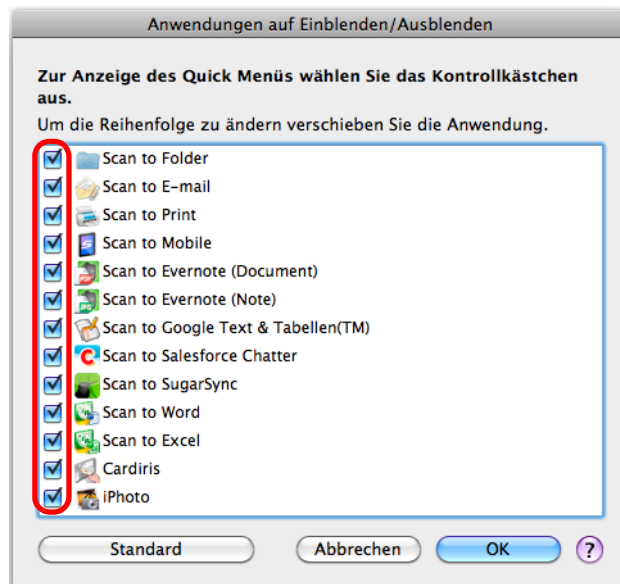 Anwendungen auf Einblenden/Ausblenden
Zur Anzeige des Quick Menüs wählen Sie das Kontrollkästchen
aus.
Um die Reihenfolge zu ändern verschieben Sie die Anwendung.
Scan to Folder
Scan to E-mail
Scan to Print
Scan to Mobile
Scan to Evernote (Document)
Scan to Evernote (Note)
Scan to Google Text & Tabellen(TM)
Scan to Salesforce Chatter
Scan to SugarSync
Scan to Word
Scan to Excel
Cardiris
iPhoto
Standard Abbrechen OK ?